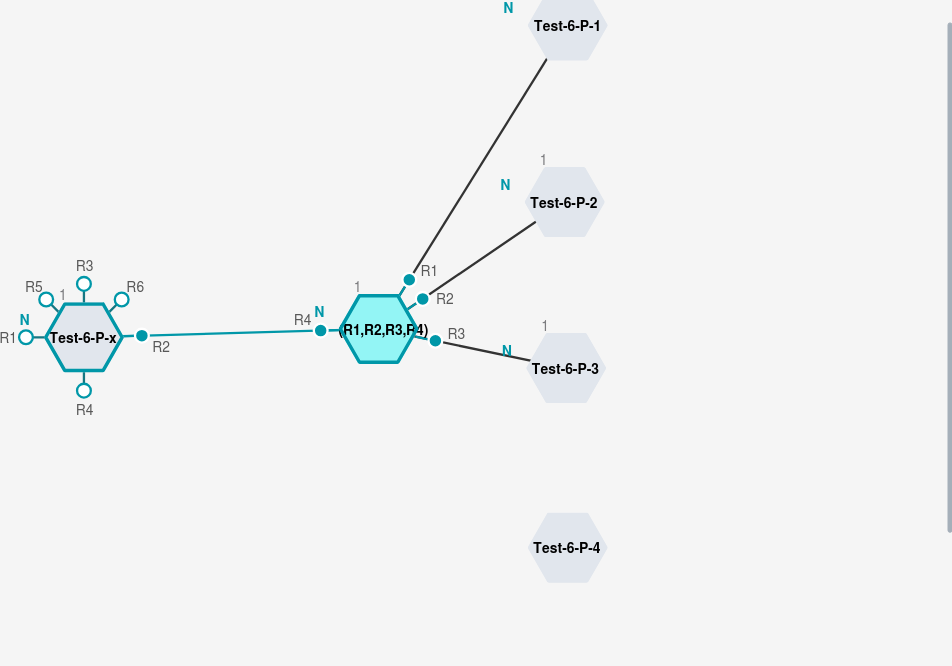 N
Test-6-P-1
1
N
Test-6-P-2
R3
R5
1
R6
N
R1
Test-6-P-x
R2
R4
1
N
R4
(R1,R2,R3,R4)
R1
R2
R3
1
N
Test-6-P-3
Test-6-P-4